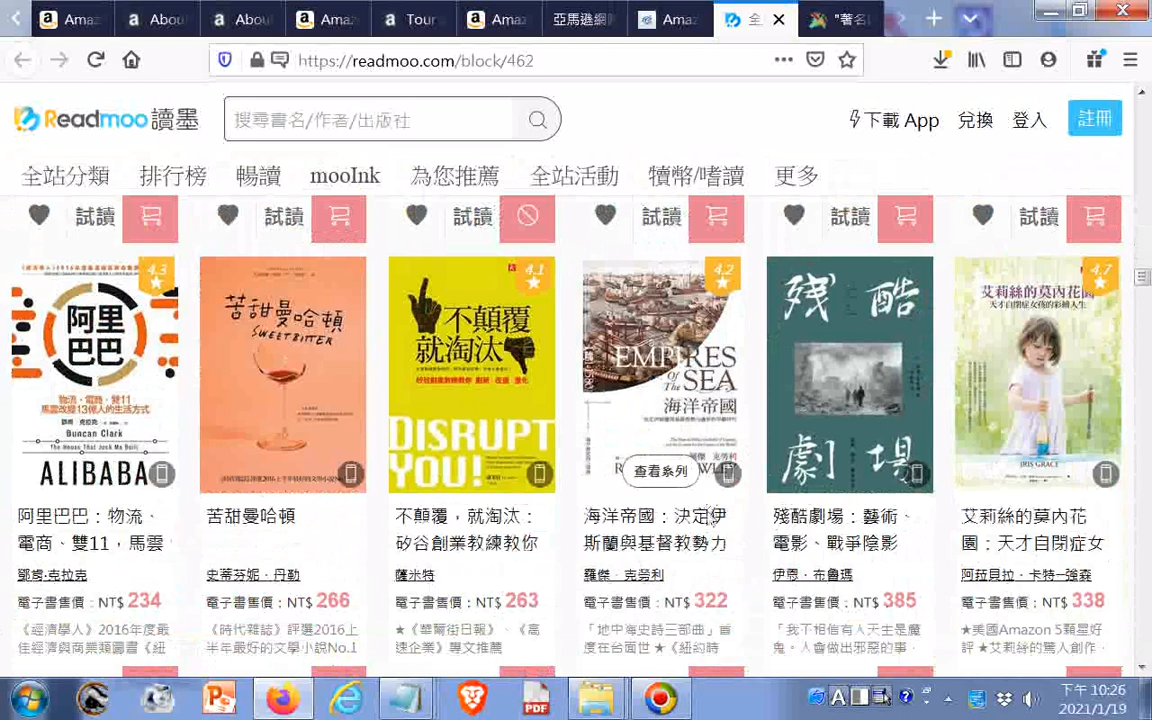 Amaz
Abou
Abou
Amaz
Tour
Amaz
亞馬遜網
Amaz
全
"著名
https://readmoo.com/block/462
Readmoo 讀墨
搜尋書名/作者/出版社
下載 App
兌換
登入
註冊
全站分類
排行榜
暢讀
mooInk
為您推薦
全站活動
犢幣/嗜讀
更多
試讀
試讀
試讀
試讀
試讀
試讀
4.3
阿里
巴巴
物流、電商、雙11
馬雲改變13億人的生活方式
Duncan Clark
The House That Jack Ma Built
ALIBABA
苦甜曼哈頓
SWEETBITTER
4.1
不顛覆
就淘汰
DISRUPT
YOU!
4.2
EMPIRES
Of The SEA
海洋帝國
查看系列
殘酷
劇場
4.7
艾莉絲的莫內花園
天才自閉症女孩的彩繪人生
IRIS GRACE
阿里巴巴：物流、
電商、雙11，馬雲
鄧肯‧克拉克
電子書售價：NT$ 234
《經濟學人》2016年度最
佳經濟與商業類圖書《紐
苦甜曼哈頓
史蒂芬妮‧丹勒
電子書售價：NT$ 266
《時代雜誌》評選2016上
半年最好的文學小說No.1
不顛覆，就淘汰：
矽谷創業教練教你
薩米特
電子書售價：NT$ 263
★《華爾街日報》、《高
速企業》專文推薦
海洋帝國：決定伊
斯蘭與基督教勢力
羅傑．克勞利
電子書售價：NT$ 322
「地中海史詩三部曲」首
度在台面世 ★《紐約時
殘酷劇場：藝術、
電影、戰爭陰影
伊恩‧布魯瑪
電子書售價：NT$ 385
「我不相信有人天生是魔
鬼。人會做出邪惡的事，
艾莉絲的莫內花
園：天才自閉症女
阿菈貝拉‧卡特—強森
電子書售價：NT$ 338
★美國Amazon 5顆星好
評 ★艾莉絲的驚人創作，
PDF
A
下午 10:26
2021/1/19